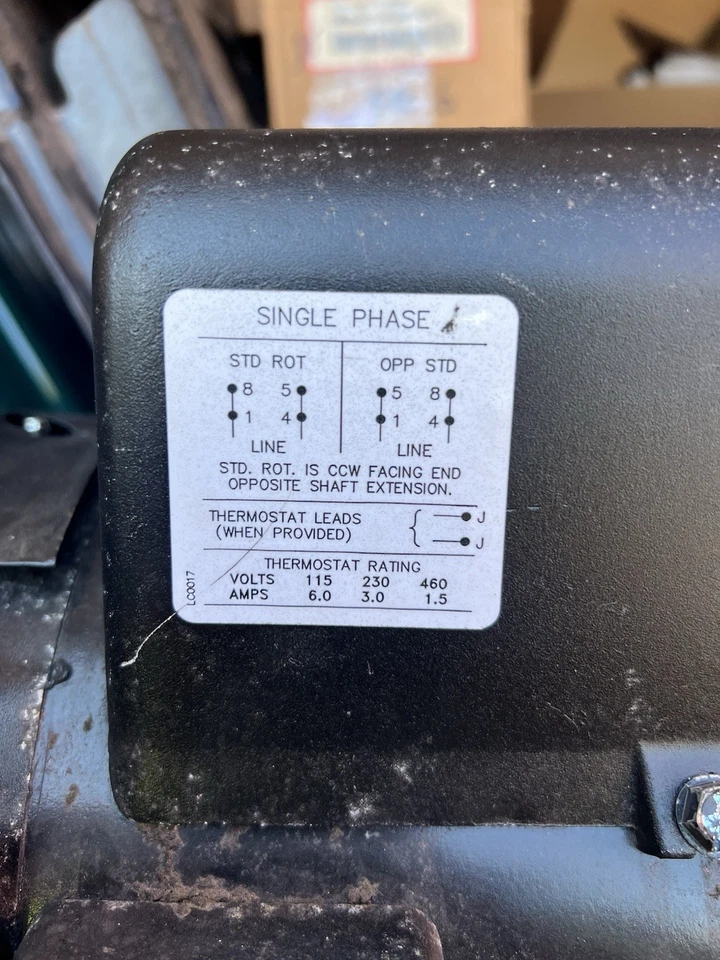 SINGLE PHASE
STD ROT OPP STD
8 5 5 8
1 4 1 4
LINE LINE
STD. ROT. IS CCW FACING END
OPPOSITE SHAFT EXTENSION.
THERMOSTAT LEADS J
(WHEN PROVIDED) J
THERMOSTAT RATING
VOLTS 115 230 460
AMPS 6.0 3.0 1.5
LC0017